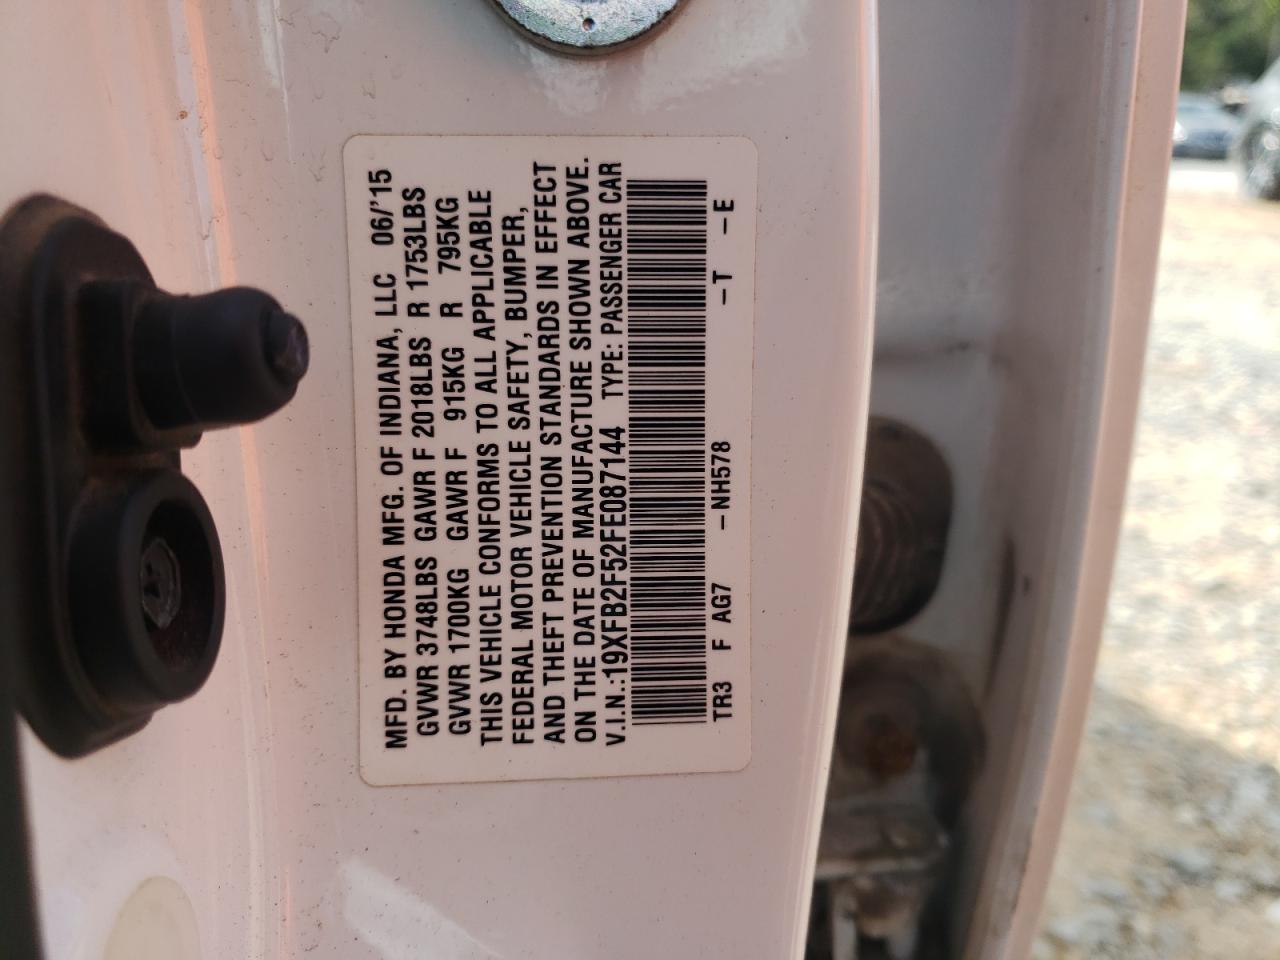 MFD. BY HONDA MFG. OF INDIANA, LLC 06/'15
GVWR 3748LBS GAWR F 2018LBS R 1753LBS
GVWR 1700KG GAWR F 915KG R 795KG
THIS VEHICLE CONFORMS TO ALL APPLICABLE
FEDERAL MOTOR VEHICLE SAFETY, BUMPER,
AND THEFT PREVENTION STANDARDS IN EFFECT
ON THE DATE OF MANUFACTURE SHOWN ABOVE.
V.I.N.:19XFB2F52FE087144 TYPE: PASSENGER CAR
TR3 F AG7 –NH578 –T –E